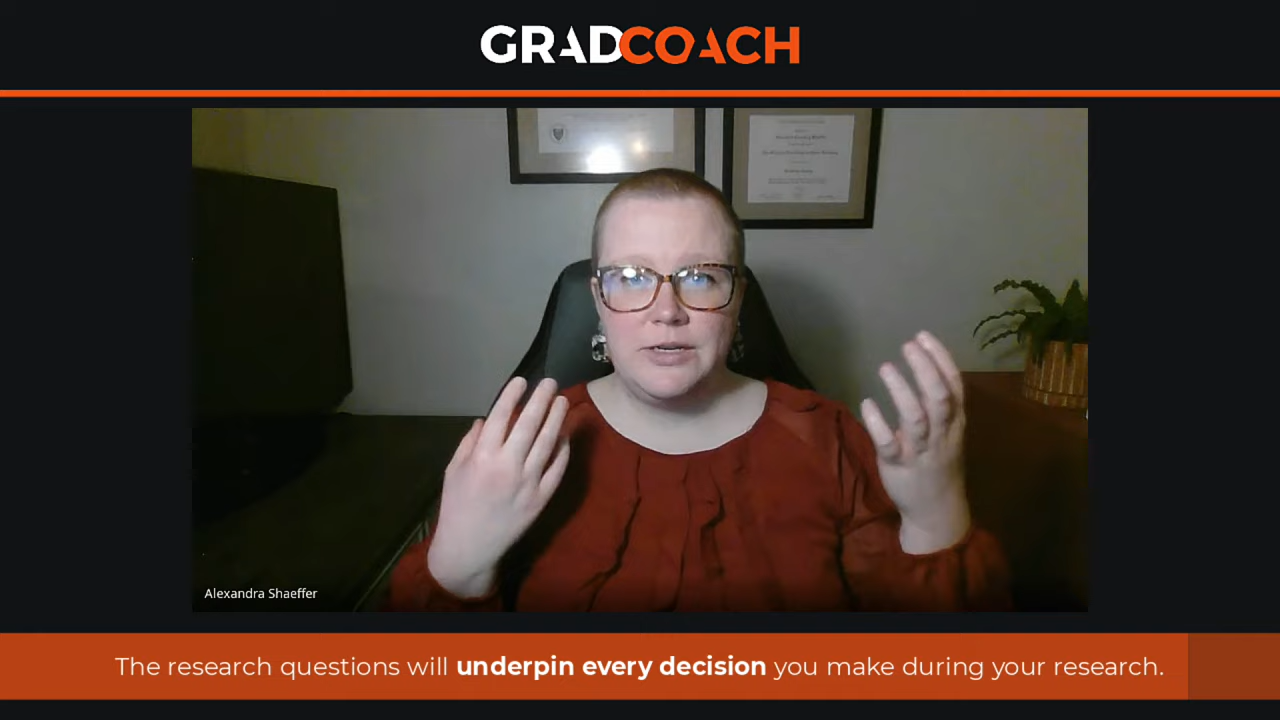 GRADCOACH
Alexandra Shaeffer
The research questions will underpin every decision you make during your research.